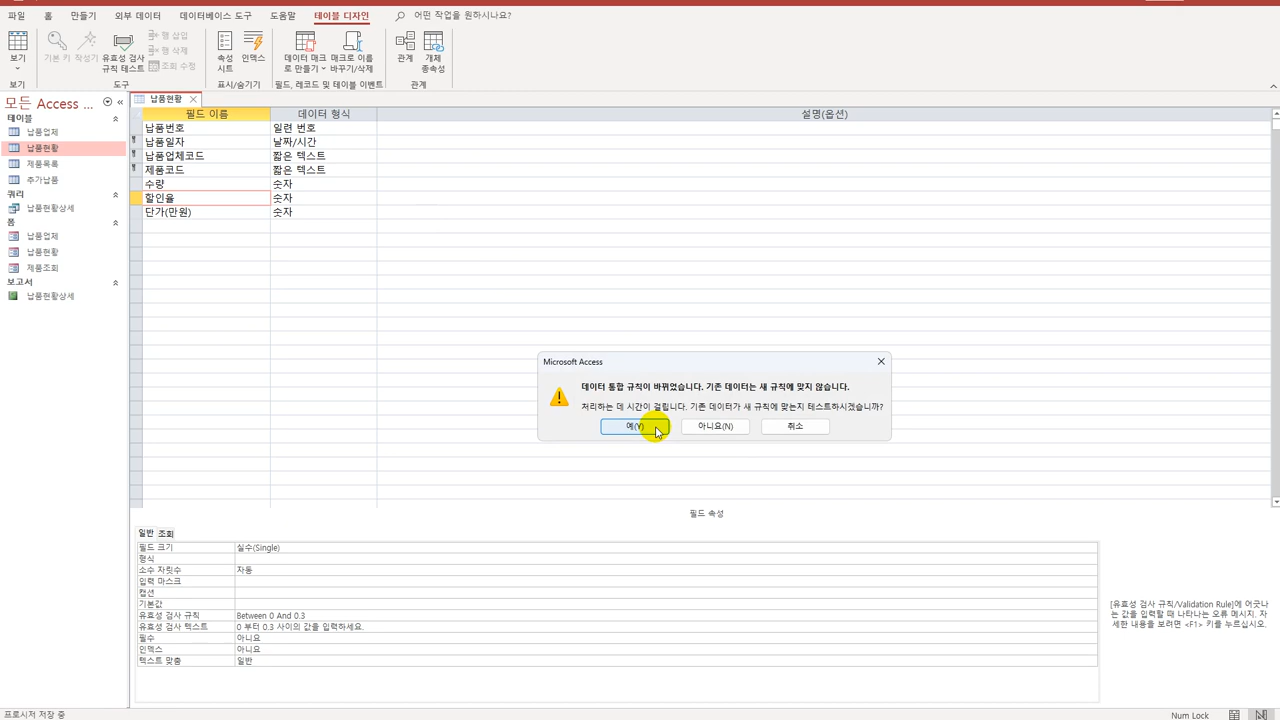 파일 홈 만들기 외부 데이터 데이터베이스 도구 도움말 테이블 디자인 어떤 작업을 원하시나요?
보기
기본 키 작성기 유효성 검사
규칙 테스트
행 삽입
행 삭제
조회 수정
속성
시트
인덱스
데이터 매크
로 만들기
매크로 이름
바꾸기/삭제
관계
개체
종속성
보기 도구 표시/숨기기 필드, 레코드 및 테이블 이벤트 관계
모든 Access ...
테이블
납품업체
납품현황
제품목록
추가납품
쿼리
납품현황상세
폼
납품업체
납품현황
제품조회
보고서
납품현황상세
납품현황
필드 이름 데이터 형식 설명(옵션)
납품번호 일련 번호
납품일자 날짜/시간
납품업체코드 짧은 텍스트
제품코드 짧은 텍스트
수량 숫자
할인율 숫자
단가(만원) 숫자
Microsoft Access
데이터 통합 규칙이 바뀌었습니다. 기존 데이터는 새 규칙에 맞지 않습니다.
처리하는 데 시간이 걸립니다. 기존 데이터가 새 규칙에 맞는지 테스트하시겠습니까?
예(Y) 아니요(N) 취소
필드 속성
일반 조회
필드 크기 실수(Single)
형식
소수 자릿수 자동
입력 마스크
캡션
기본값
유효성 검사 규칙 Between 0 And 0.3
유효성 검사 텍스트 0 부터 0.3 사이의 값을 입력하세요.
필수 아니요
인덱스 아니요
텍스트 맞춤 일반
[유효성 검사 규칙/Validation Rule]에 어긋나
는 값을 입력할 때 나타나는 오류 메시지. 자
세한 내용을 보려면 <F1> 키를 누르십시오.
프로시저 저장 중 Num Lock